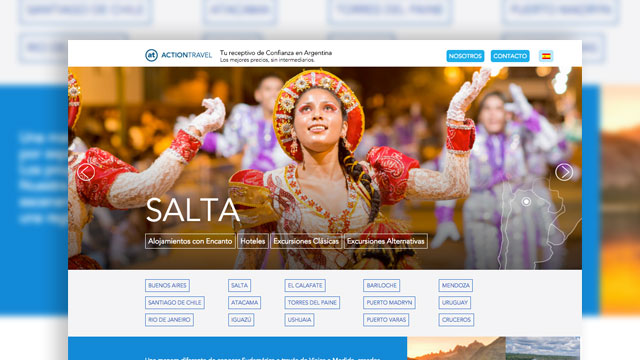 SANTIAGO DE CHILE
ATACAMA
TORRES DEL PAINE
PUERTO MADRYN
at ACTIONTRAVEL
Tu receptivo de Confianza en Argentina
Los mejores precios, sin intermediarios.
NOSOTROS
CONTACTO
SALTA
Alojamientos con Encanto
Hoteles
Excursiones Clásicas
Excursiones Alternativas
BUENOS AIRES
SALTA
EL CALAFATE
BARILOCHE
MENDOZA
SANTIAGO DE CHILE
ATACAMA
TORRES DEL PAINE
PUERTO MADRYN
URUGUAY
RIO DE JANEIRO
IGUAZÚ
USHUAIA
PUERTO VARAS
CRUCEROS